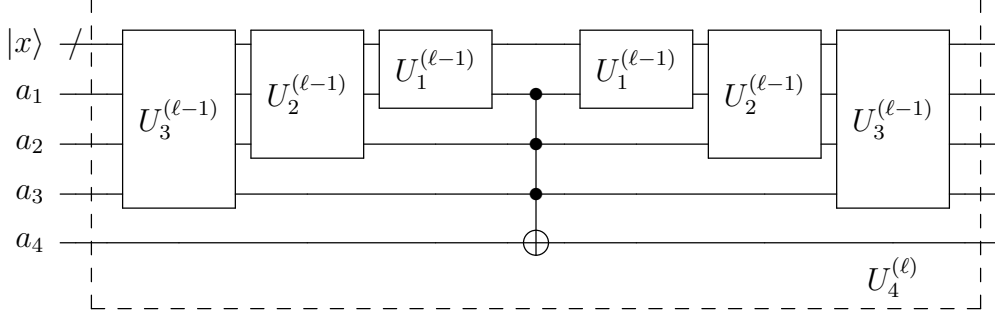 |x⟩
a₁
a₂
a₃
a₄
U₃^(ℓ−1)
U₂^(ℓ−1)
U₁^(ℓ−1)
U₁^(ℓ−1)
U₂^(ℓ−1)
U₃^(ℓ−1)
U₄^(ℓ)